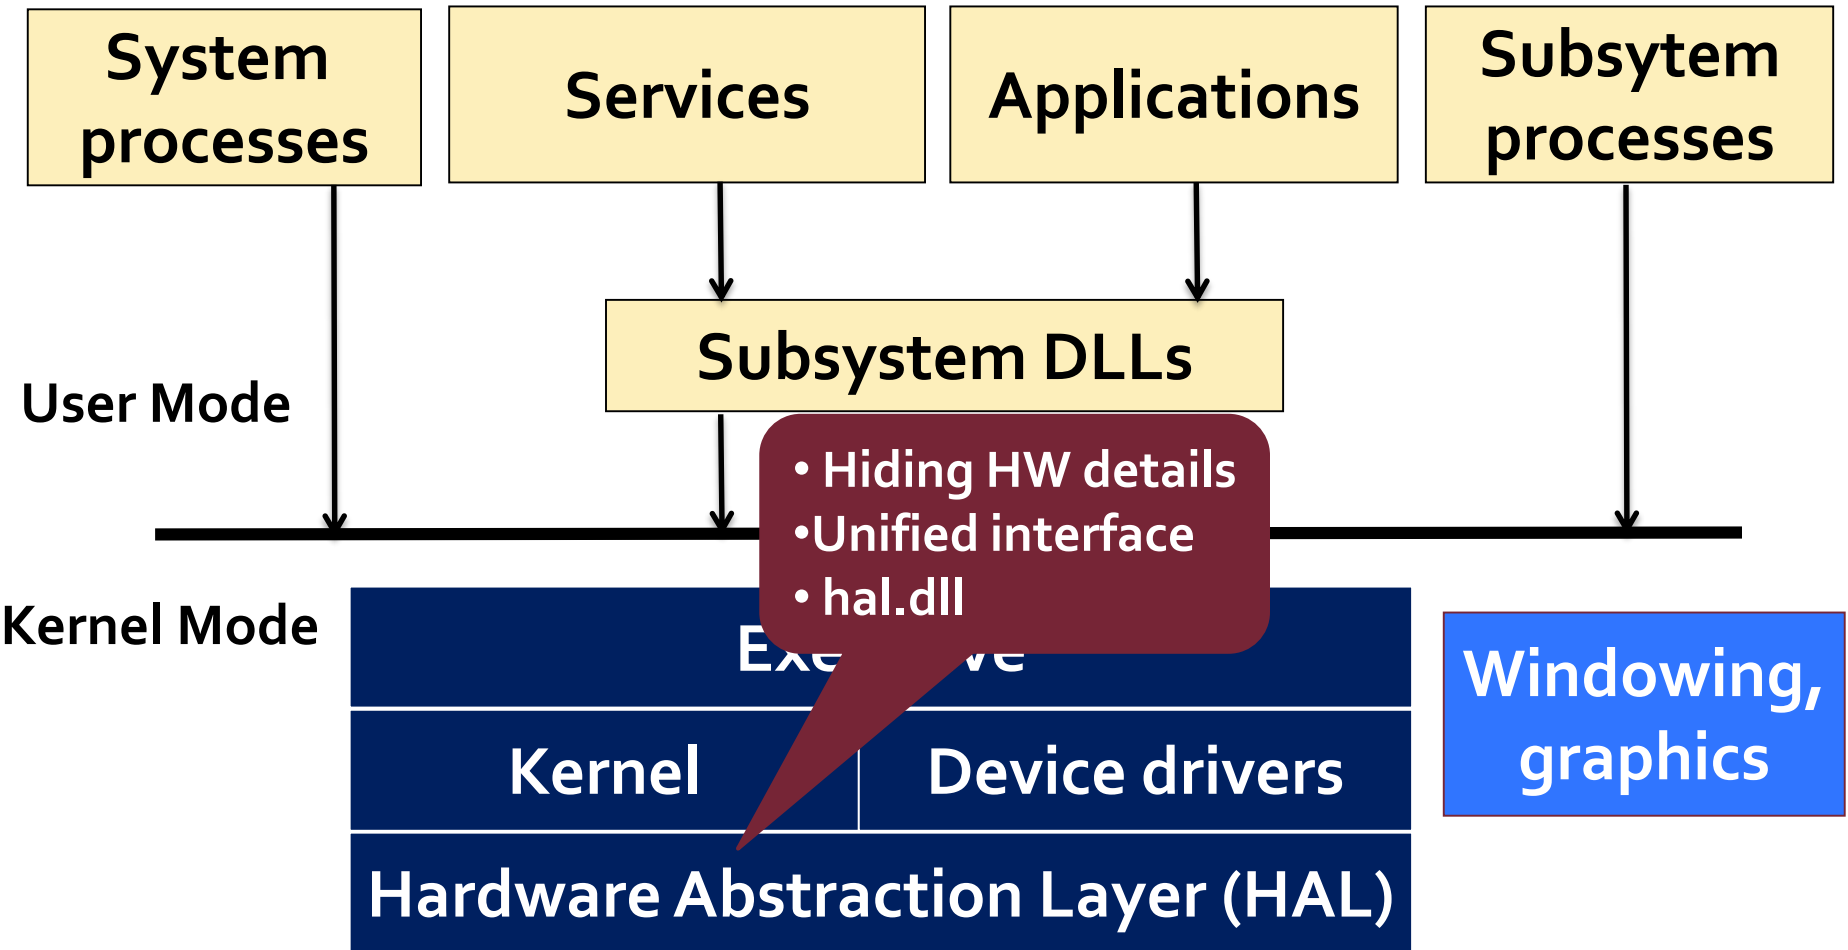 System
processes
Services
Applications
Subsytem
processes
Subsystem DLLs
User Mode
• Hiding HW details
•Unified interface
• hal.dll
Kernel Mode
Windowing,
graphics
Kernel
Device drivers
Hardware Abstraction Layer (HAL)